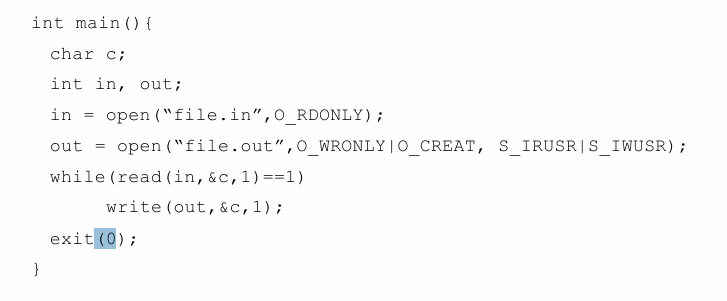 int main(){
char c;
int in, out;
in = open(“file.in”,O_RDONLY);
out = open(“file.out”,O_WRONLY|O_CREAT, S_IRUSR|S_IWUSR);
while(read(in,&c,1)==1)
write(out,&c,1);
exit(0);
}